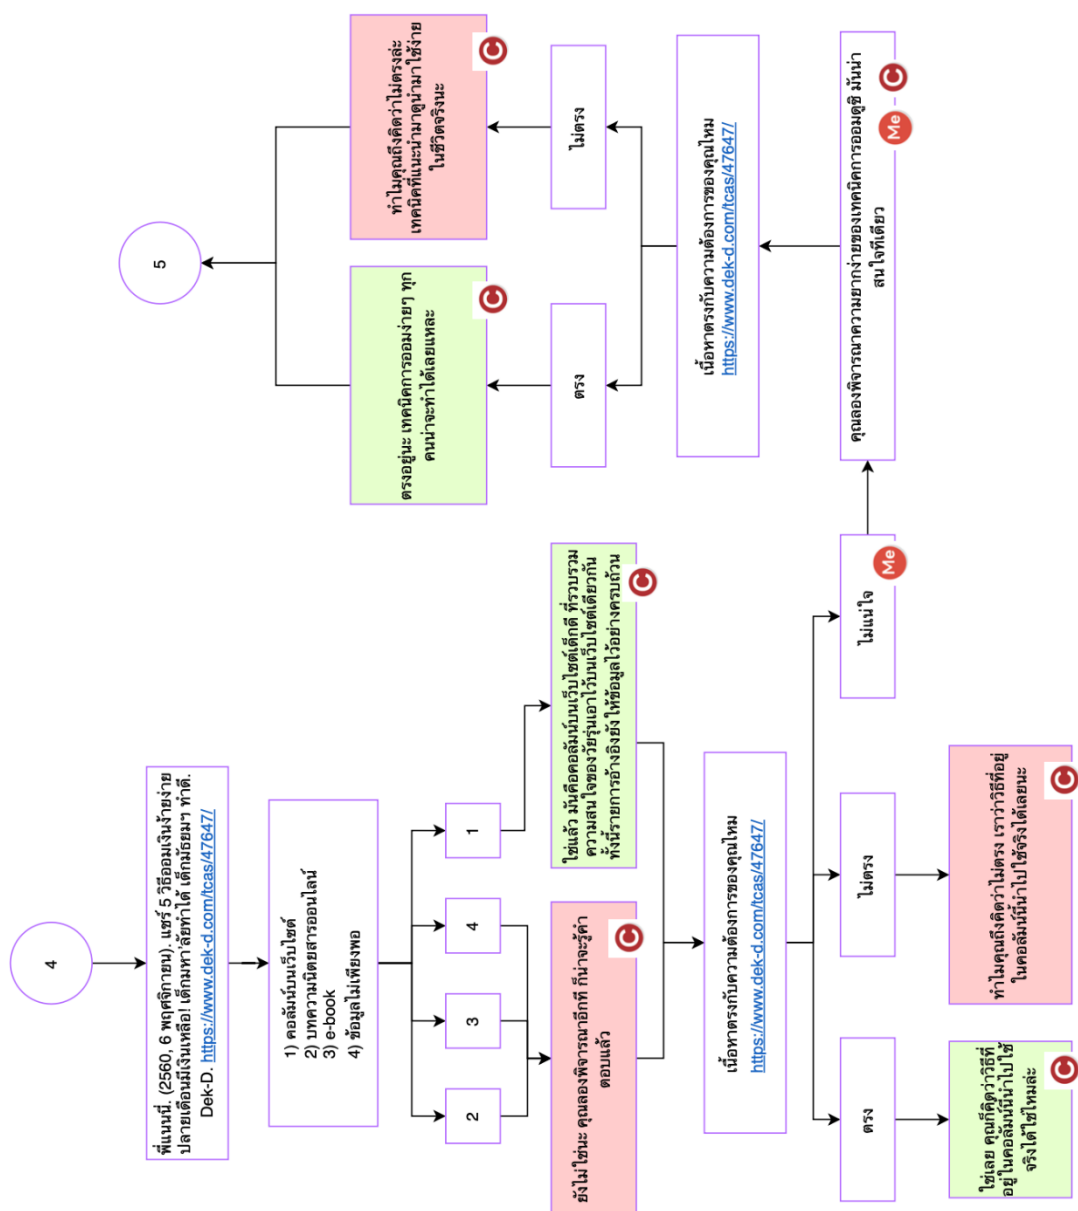 4
พี่แนนนี่. (2560, 6 พฤศจิกายน). แชร์ 5 วิธีออมเงินง้ายง่าย
ปลายเดือนมีเงินเหลือ! เด็กมหา'ลัยทำได้ เด็กมัธยมๆ ทำดี.
Dek-D. https://www.dek-d.com/tcas/47647/
1) คอลัมน์บนเว็บไซต์
2) บทความนิตยสารออนไลน์
3) e-book
4) ข้อมูลไม่เพียงพอ
2
3
4
1
ยังไม่ใช่นะ คุณลองพิจารณาอีกที ก็น่าจะรู้คำ
ตอบแล้ว
C
ใช่แล้ว มันคือคอลัมน์บนเว็บไซต์เด็กดี ที่รวบรวม
ความสนใจของวัยรุ่นเอาไว้บนเว็บไซต์เดียวกัน
ทั้งนี้รายการอ้างอิงยัง ให้ข้อมูลไว้อย่างครบถ้วน
C
เนื้อหาตรงกับความต้องการของคุณไหม
https://www.dek-d.com/tcas/47647/
ตรง
ไม่ตรง
ไม่แน่ใจ
Me
ใช่เลย คุณก็คิดว่าวิธีที่
อยู่ในคอลัมน์นี้นำไปใช้
จริงได้ใช่ไหมล่ะ
C
ทำไมคุณถึงคิดว่าไม่ตรง เราว่าวิธีที่อยู่
ในคอลัมน์นี้นำไปใช้จริงได้เลยนะ
C
คุณลองพิจารณาความยากง่ายของเทคนิคการออมดูซิ มันน่า
สนใจทีเดียว
Me
C
เนื้อหาตรงกับความต้องการของคุณไหม
https://www.dek-d.com/tcas/47647/
ตรง
ไม่ตรง
ตรงอยู่นะ เทคนิคการออมง่ายๆ ทุก
คนน่าจะทำได้เลยแหละ
C
ทำไมคุณถึงคิดว่าไม่ตรงล่ะ
เทคนิคที่แนะนำมาดูนำมาใช้ง่าย
ในชีวิตจริงนะ
C
5